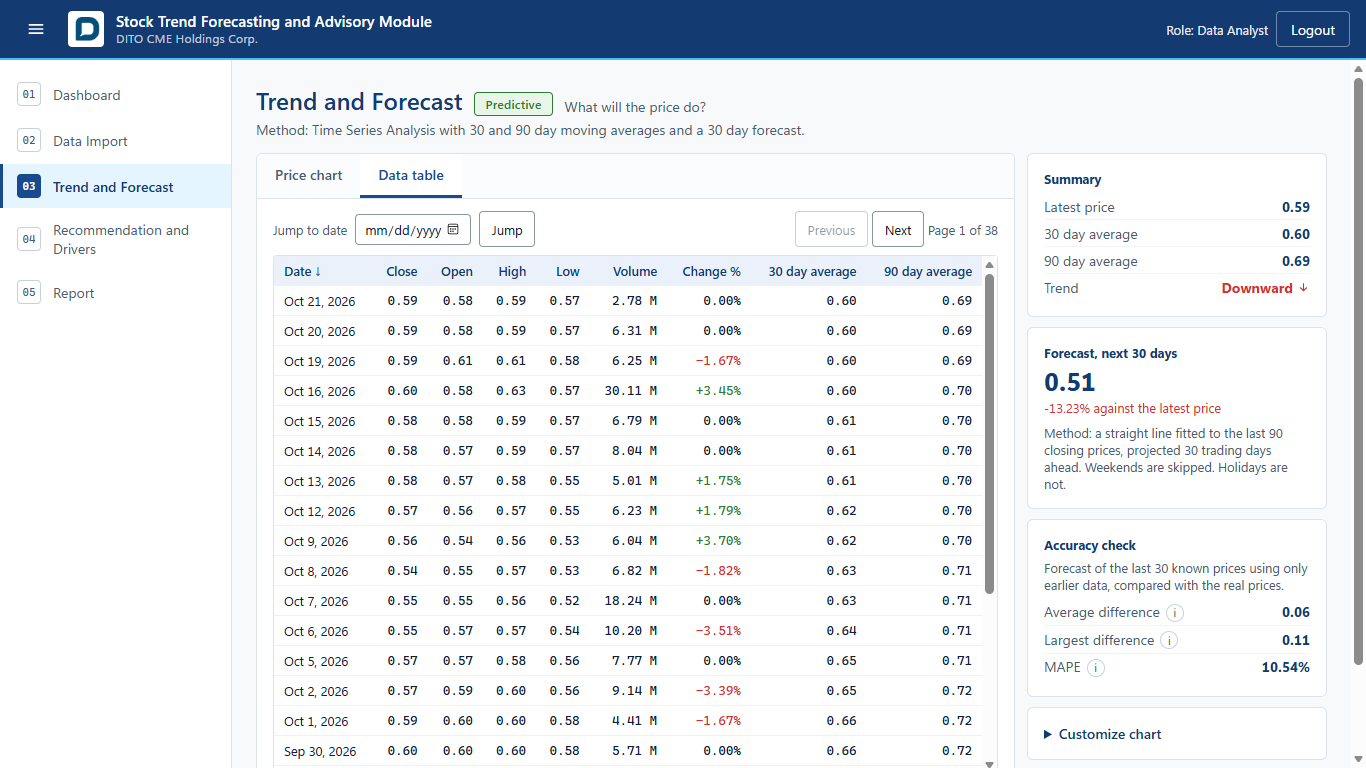 Stock Trend Forecasting and Advisory Module
DITO CME Holdings Corp.
Role: Data Analyst
Logout
01 Dashboard
02 Data Import
03 Trend and Forecast
04 Recommendation and
Drivers
05 Report
Trend and Forecast Predictive What will the price do?
Method: Time Series Analysis with 30 and 90 day moving averages and a 30 day forecast.
Price chart Data table
Jump to date mm/dd/yyyy Jump Previous Next Page 1 of 38
Date ↓ Close Open High Low Volume Change % 30 day average 90 day average
Oct 21, 2026 0.59 0.58 0.59 0.57 2.78 M 0.00% 0.60 0.69
Oct 20, 2026 0.59 0.58 0.59 0.57 6.31 M 0.00% 0.60 0.69
Oct 19, 2026 0.59 0.61 0.61 0.58 6.25 M −1.67% 0.60 0.69
Oct 16, 2026 0.60 0.58 0.63 0.57 30.11 M +3.45% 0.60 0.70
Oct 15, 2026 0.58 0.58 0.59 0.57 6.79 M 0.00% 0.61 0.70
Oct 14, 2026 0.58 0.57 0.59 0.57 8.04 M 0.00% 0.61 0.70
Oct 13, 2026 0.58 0.57 0.58 0.55 5.01 M +1.75% 0.61 0.70
Oct 12, 2026 0.57 0.56 0.57 0.55 6.23 M +1.79% 0.62 0.70
Oct 9, 2026 0.56 0.54 0.56 0.53 6.04 M +3.70% 0.62 0.70
Oct 8, 2026 0.54 0.55 0.57 0.53 6.82 M −1.82% 0.63 0.71
Oct 7, 2026 0.55 0.55 0.56 0.52 18.24 M 0.00% 0.63 0.71
Oct 6, 2026 0.55 0.57 0.57 0.54 10.20 M −3.51% 0.64 0.71
Oct 5, 2026 0.57 0.57 0.58 0.56 7.77 M 0.00% 0.65 0.71
Oct 2, 2026 0.57 0.59 0.60 0.56 9.14 M −3.39% 0.65 0.72
Oct 1, 2026 0.59 0.60 0.60 0.58 4.41 M −1.67% 0.66 0.72
Sep 30, 2026 0.60 0.60 0.60 0.58 5.71 M 0.00% 0.66 0.72
Summary
Latest price 0.59
30 day average 0.60
90 day average 0.69
Trend Downward ↓
Forecast, next 30 days
0.51
-13.23% against the latest price
Method: a straight line fitted to the last 90
closing prices, projected 30 trading days
ahead. Weekends are skipped. Holidays are
not.
Accuracy check
Forecast of the last 30 known prices using only
earlier data, compared with the real prices.
Average difference i 0.06
Largest difference i 0.11
MAPE i 10.54%
▶ Customize chart